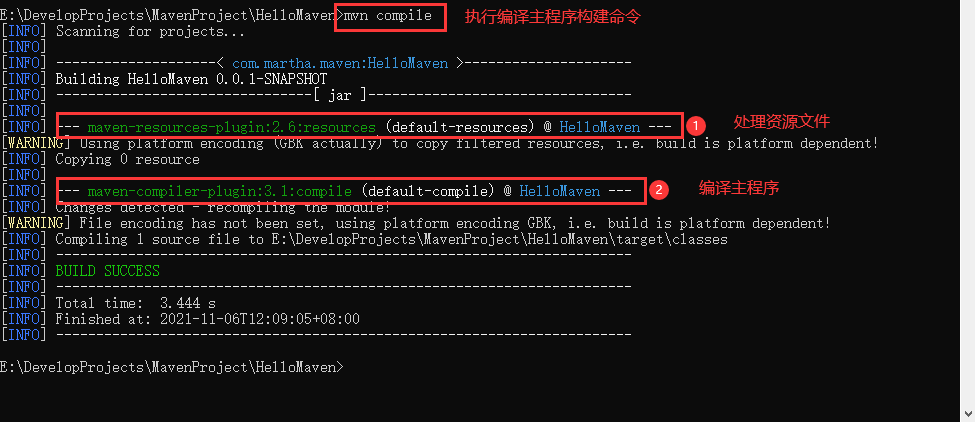 E:\DevelopProjects\MavenProject\HelloMaven>mvn compile 执行编译主程序构建命令
[INFO] Scanning for projects...
[INFO]
[INFO] --------------------< com.martha.maven:HelloMaven >---------------------
[INFO] Building HelloMaven 0.0.1-SNAPSHOT
[INFO] --------------------------------[ jar ]---------------------------------
[INFO]
[INFO] --- maven-resources-plugin:2.6:resources (default-resources) @ HelloMaven --- 1 处理资源文件
[WARNING] Using platform encoding (GBK actually) to copy filtered resources, i.e. build is platform dependent!
[INFO] Copying 0 resource
[INFO]
[INFO] --- maven-compiler-plugin:3.1:compile (default-compile) @ HelloMaven --- 2 编译主程序
[INFO] Changes detected - recompiling the module!
[WARNING] File encoding has not been set, using platform encoding GBK, i.e. build is platform dependent!
[INFO] Compiling 1 source file to E:\DevelopProjects\MavenProject\HelloMaven\target\classes
[INFO] ------------------------------------------------------------------------
[INFO] BUILD SUCCESS
[INFO] ------------------------------------------------------------------------
[INFO] Total time:  3.444 s
[INFO] Finished at: 2021-11-06T12:09:05+08:00
[INFO] ------------------------------------------------------------------------
E:\DevelopProjects\MavenProject\HelloMaven>